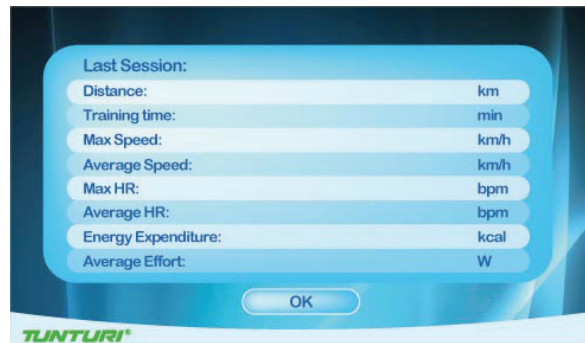 Last Session:
Distance: km
Training time: min
Max Speed: km/h
Average Speed: km/h
Max HR: bpm
Average HR: bpm
Energy Expenditure: kcal
Average Effort: W
OK
TUNTURI®